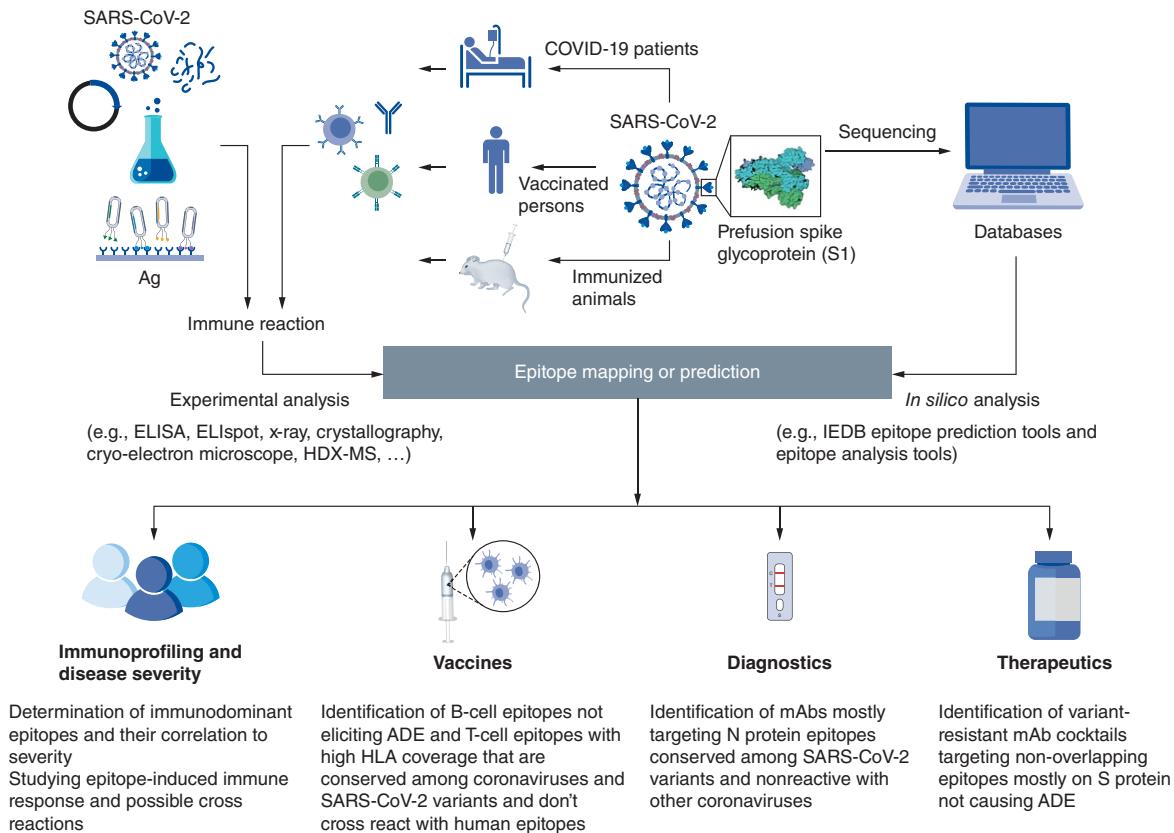 SARS-CoV-2
COVID-19 patients
SARS-CoV-2
Sequencing
Vaccinated
persons
Prefusion spike
glycoprotein (S1)
Databases
Ag
Immunized
animals
Immune reaction
Epitope mapping or prediction
Experimental analysis
In silico analysis
(e.g., ELISA, ELIspot, x-ray, crystallography,
cryo-electron microscope, HDX-MS, …)
(e.g., IEDB epitope prediction tools and
epitope analysis tools)
C
T
S
Immunoprofiling and
disease severity
Vaccines
Diagnostics
Therapeutics
Determination of immunodominant
epitopes and their correlation to
severity
Studying epitope-induced immune
response and possible cross
reactions
Identification of B-cell epitopes not
eliciting ADE and T-cell epitopes with
high HLA coverage that are
conserved among coronaviruses and
SARS-CoV-2 variants and don't
cross react with human epitopes
Identification of mAbs mostly
targeting N protein epitopes
conserved among SARS-CoV-2
variants and nonreactive with
other coronaviruses
Identification of variant-
resistant mAb cocktails
targeting non-overlapping
epitopes mostly on S protein
not causing ADE